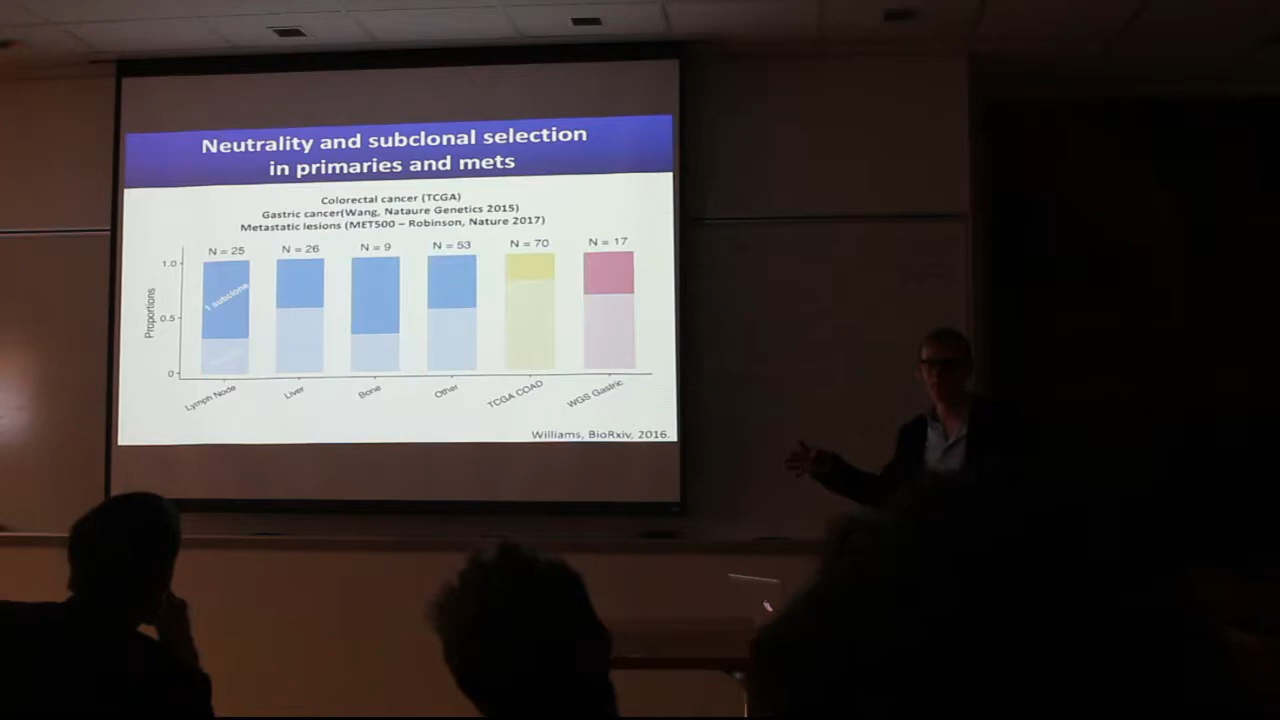 Neutrality and subclonal selection
in primaries and mets
Colorectal cancer (TCGA)
Gastric cancer(Wang, Nataure Genetics 2015)
Metastatic lesions (MET500 – Robinson, Nature 2017)
N = 25 N = 26 N = 9 N = 53 N = 70 N = 17
1.0
0.5
0
Proportions
1 subclone
Lymph Node Liver Bone Other TCGA COAD WGS Gastric
Williams, BioRxiv, 2016.